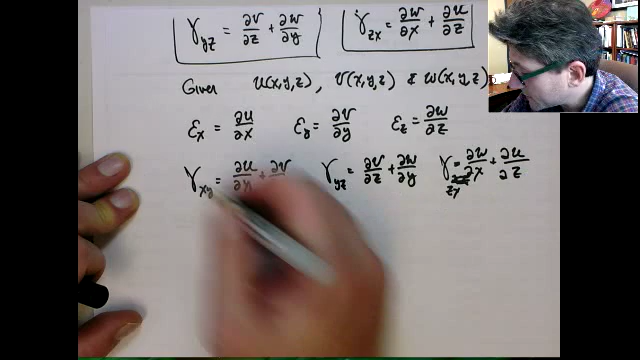 γyz = ∂v/∂z + ∂w/∂y   γzx = ∂w/∂x + ∂u/∂z
Given u(x,y,z), v(x,y,z) & w(x,y,z)
εx = ∂u/∂x   εy = ∂v/∂y   εz = ∂w/∂z
γxy = ∂u/∂y + ∂v/   γyz = ∂v/∂z + ∂w/∂y   γzx = ∂w/∂x + ∂u/∂z